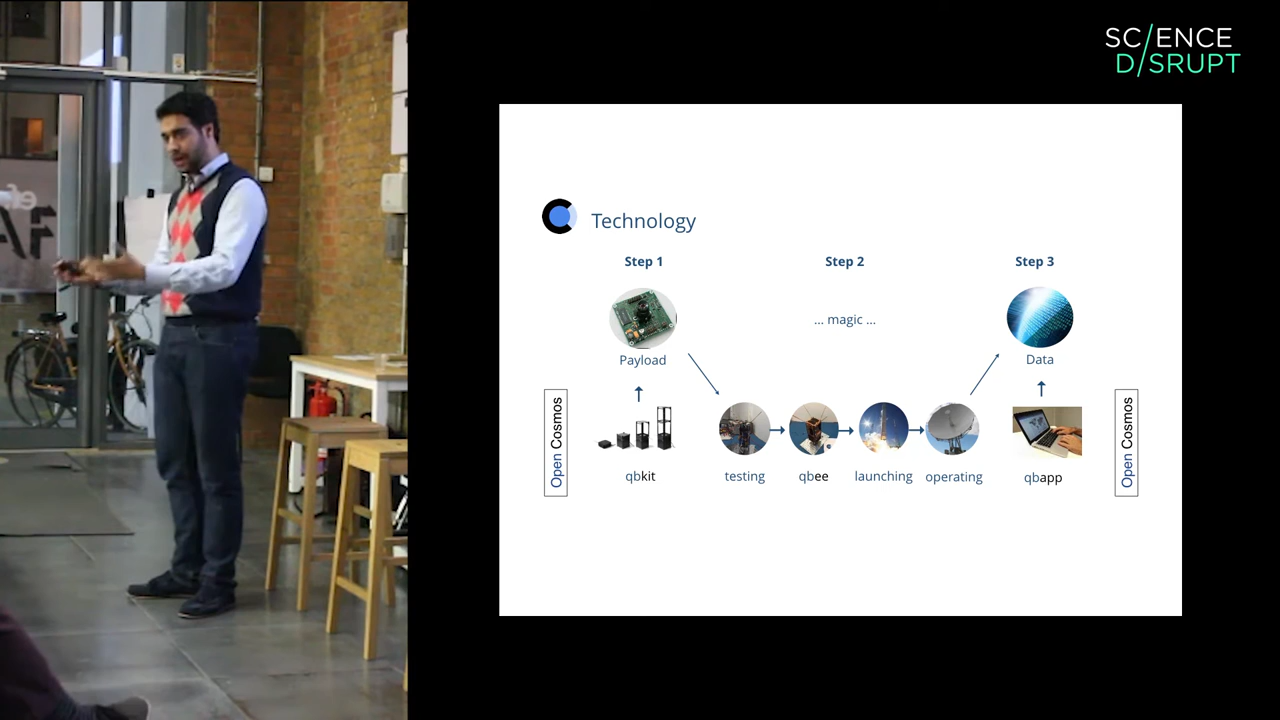 SC/ENCE
D/SRUPT
Technology
Step 1
Step 2
Step 3
... magic ...
Payload
Data
Open Cosmos
Open Cosmos
qbkit
testing
qbee
launching
operating
qbapp
ef